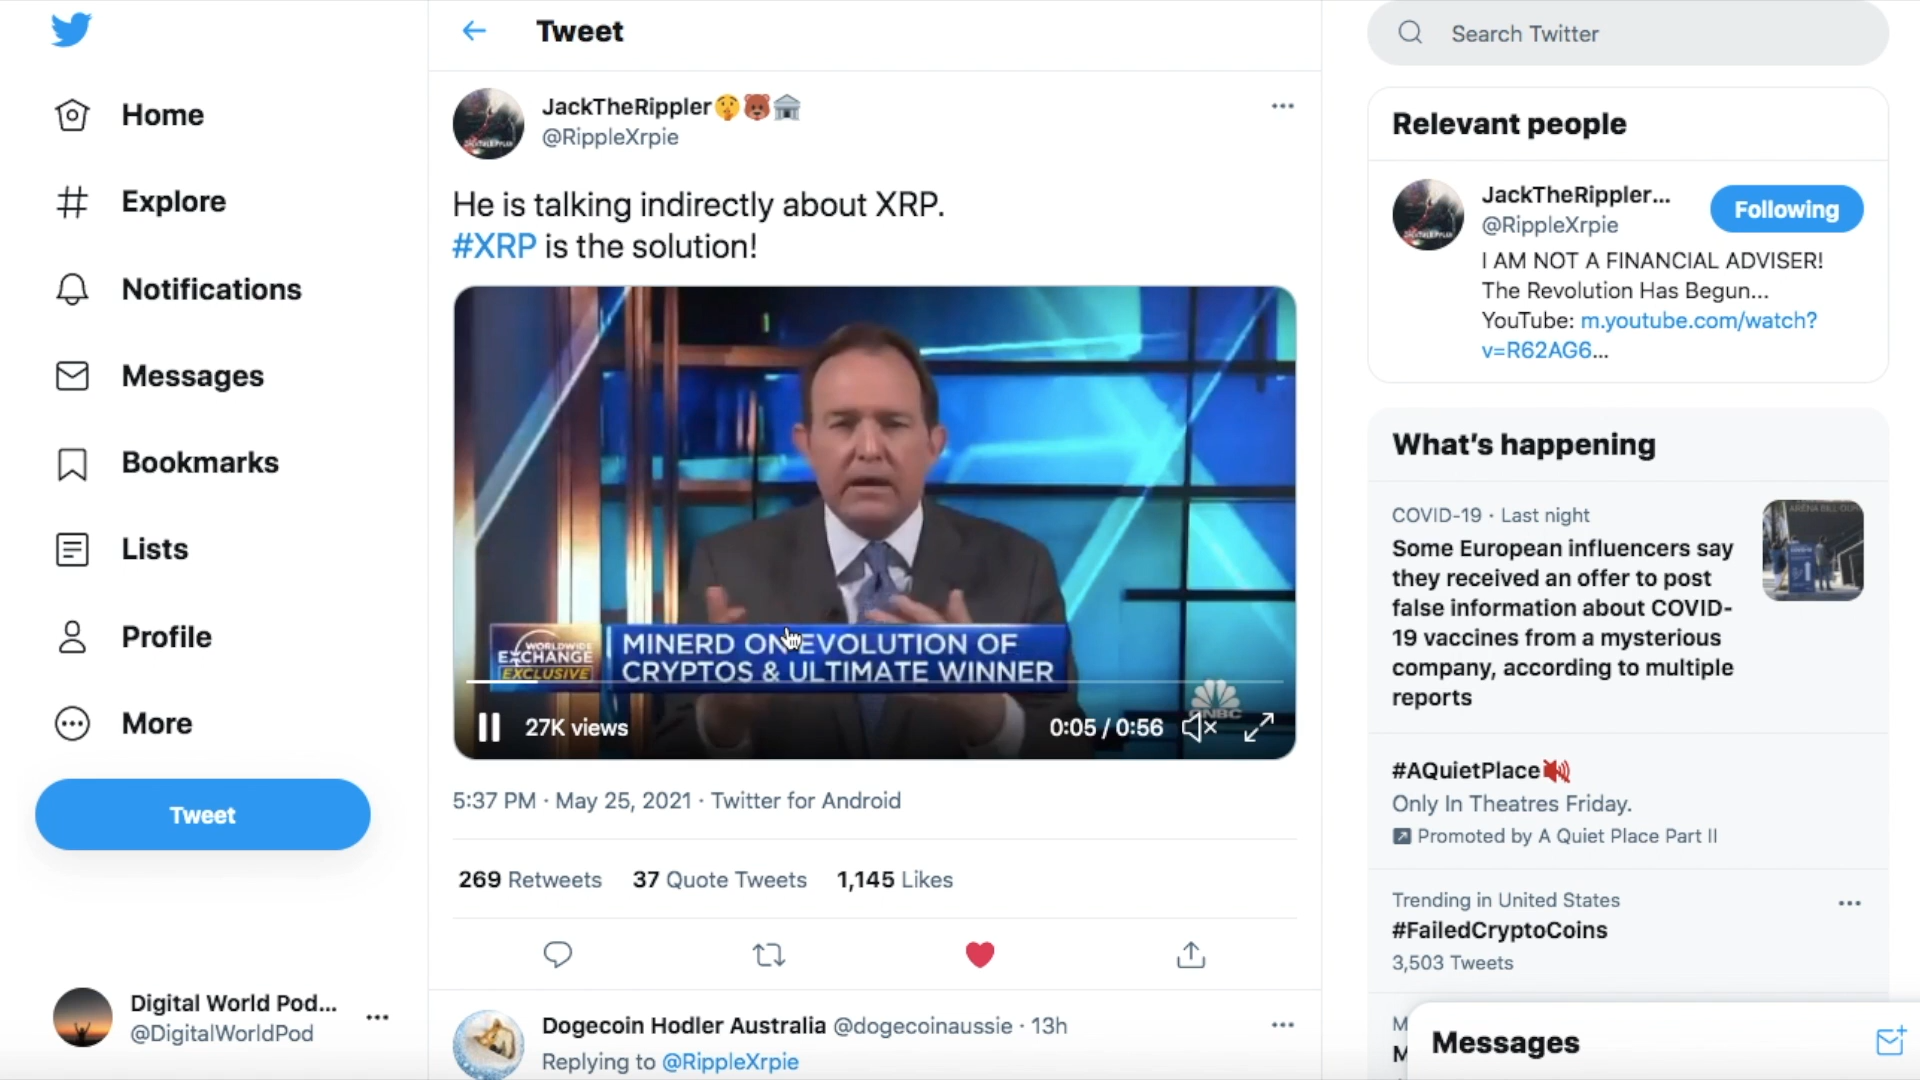 Home
Explore
Notifications
Messages
Bookmarks
Lists
Profile
More
Tweet
Digital World Pod...
@DigitalWorldPod
Tweet
JackTheRippler🤫🐻🏛️
@RippleXrpie
He is talking indirectly about XRP.
#XRP is the solution!
WORLDWIDE
EXCHANGE
EXCLUSIVE
MINERD ON EVOLUTION OF
CRYPTOS & ULTIMATE WINNER
CNBC
27K views
0:05 / 0:56
5:37 PM · May 25, 2021 · Twitter for Android
269 Retweets 37 Quote Tweets 1,145 Likes
Dogecoin Hodler Australia @dogecoinaussie · 13h
Replying to @RippleXrpie
Search Twitter
Relevant people
JackTheRippler...
@RippleXrpie
Following
I AM NOT A FINANCIAL ADVISER!
The Revolution Has Begun...
YouTube: m.youtube.com/watch?
v=R62AG6...
What's happening
COVID-19 · Last night
Some European influencers say
they received an offer to post
false information about COVID-
19 vaccines from a mysterious
company, according to multiple
reports
#AQuietPlace
Only In Theatres Friday.
Promoted by A Quiet Place Part II
Trending in United States
#FailedCryptoCoins
3,503 Tweets
Messages